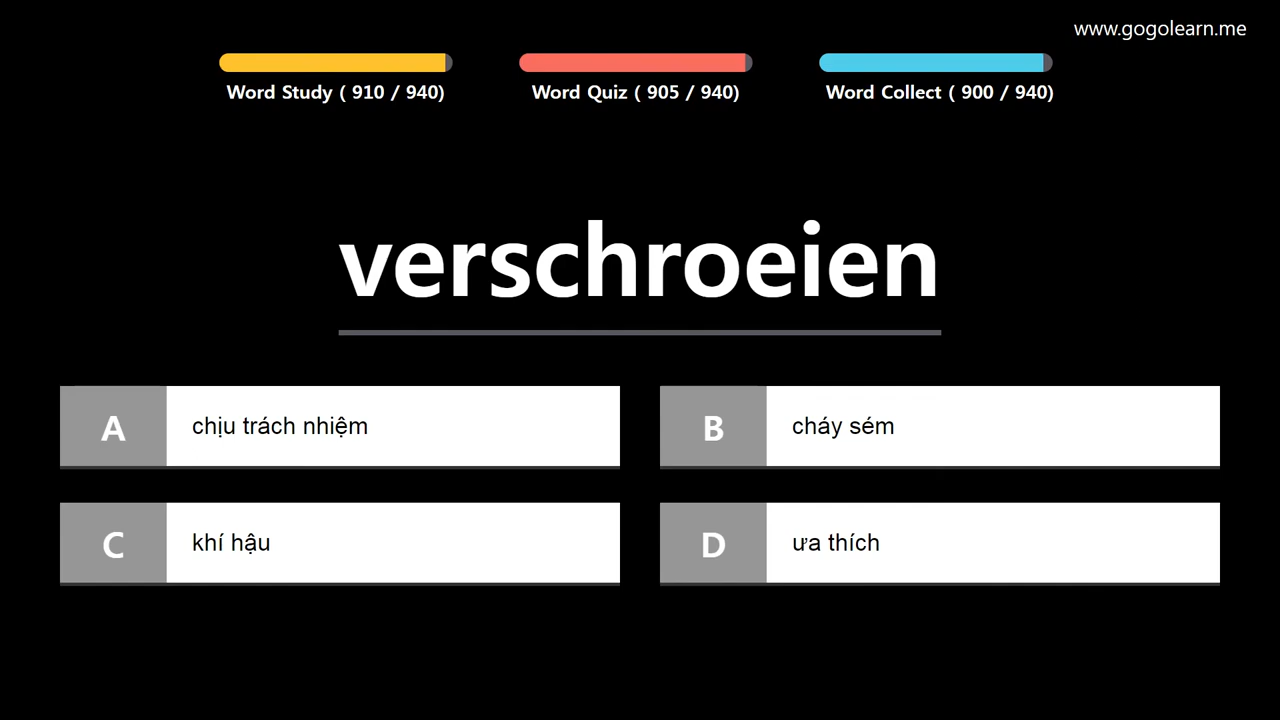 www.gogolearn.me
Word Study ( 910 / 940)
Word Quiz ( 905 / 940)
Word Collect ( 900 / 940)
verschroeien
A chịu trách nhiệm
B cháy sém
C khí hậu
D ưa thích